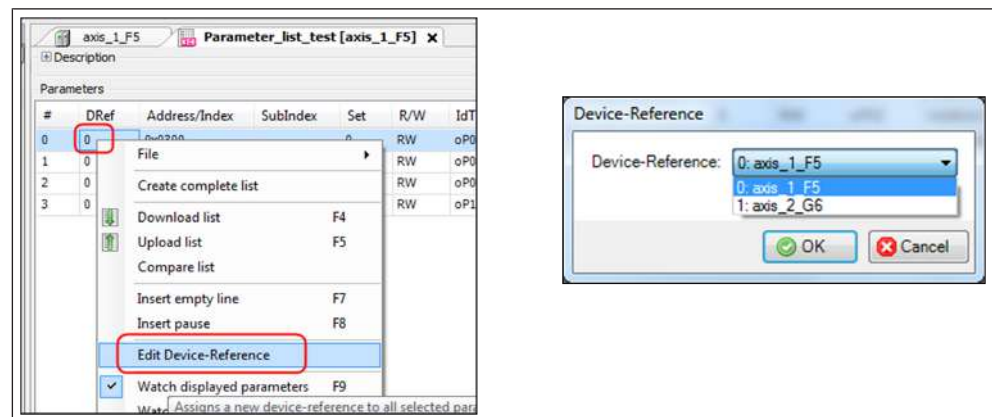 axis_1_F5 Parameter_list_test [axis_1_F5] x
Description
Parameters
# DRef Address/Index SubIndex Set R/W IdT
0 0 0x0200 0 RW oP0
1 0 RW oP0
2 0 RW oP0
3 0 RW oP1
File
Create complete list
Download list F4
Upload list F5
Compare list
Insert empty line F7
Insert pause F8
Edit Device-Reference
Watch displayed parameters F9
Assigns a new device-reference to all selected para
Device-Reference
Device-Reference: 0: axis_1_F5
0: axis_1_F5
1: axis_2_G6
OK Cancel